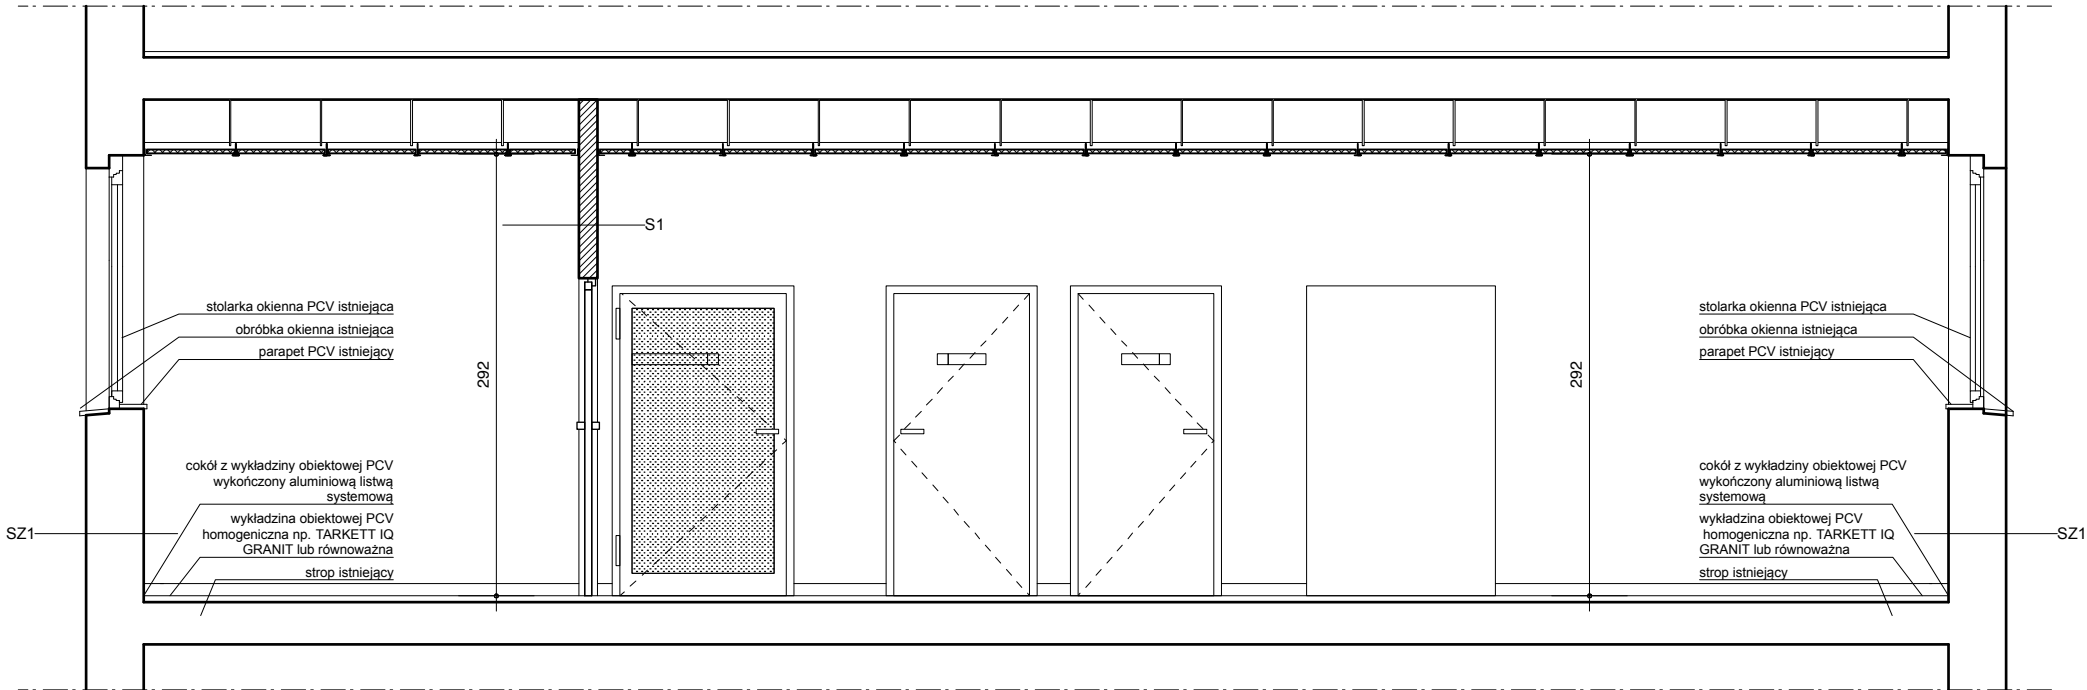 S1
stolarka okienna PCV istniejąca
obróbka okienna istniejąca
parapet PCV istniejący
292
cokół z wykładziny obiektowej PCV
wykończony aluminiową listwą
systemową
SZ1
wykładzina obiektowej PCV
homogeniczna np. TARKETT IQ
GRANIT lub równoważna
strop istniejący
292
stolarka okienna PCV istniejąca
obróbka okienna istniejąca
parapet PCV istniejący
cokół z wykładziny obiektowej PCV
wykończony aluminiową listwą
systemową
wykładzina obiektowej PCV
homogeniczna np. TARKETT IQ
GRANIT lub równoważna
strop istniejący
SZ1